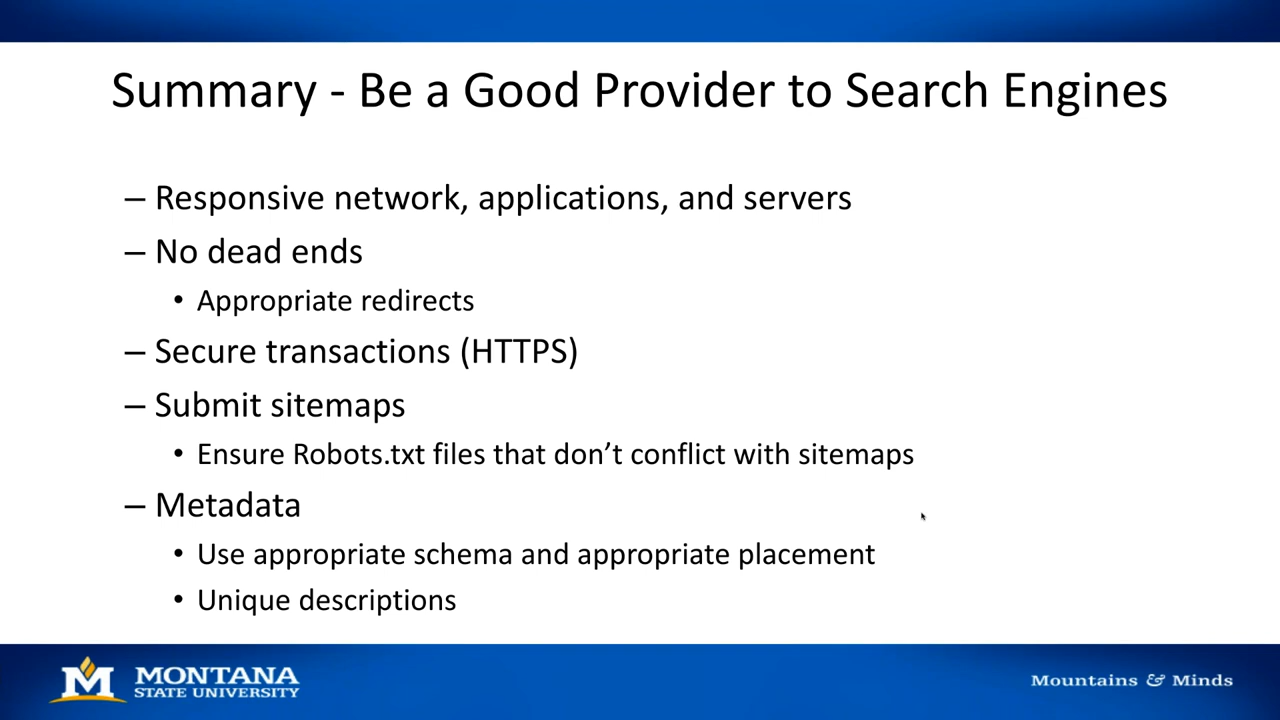 Summary - Be a Good Provider to Search Engines
– Responsive network, applications, and servers
– No dead ends
• Appropriate redirects
– Secure transactions (HTTPS)
– Submit sitemaps
• Ensure Robots.txt files that don’t conflict with sitemaps
– Metadata
• Use appropriate schema and appropriate placement
• Unique descriptions
M MONTANA
STATE UNIVERSITY
Mountains & Minds